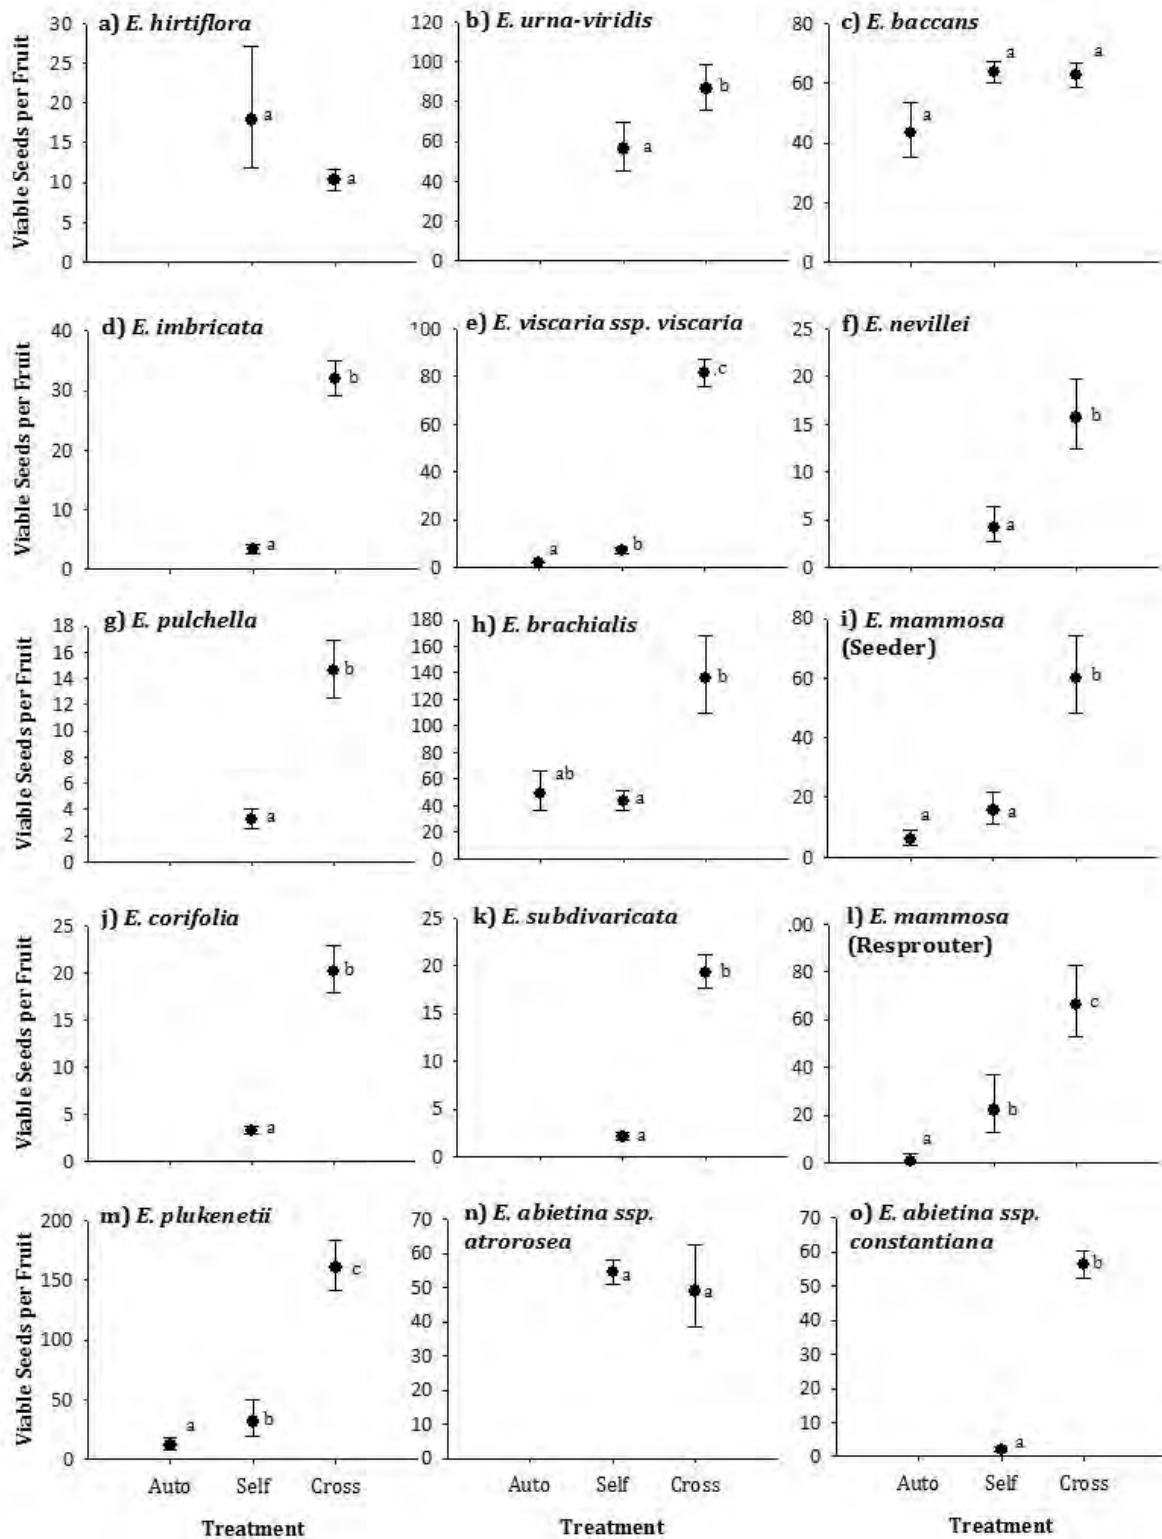 a) E. hirtiflora
b) E. urna-viridis
c) E. baccans
Viable Seeds per Fruit
30
25
20
15
10
5
0
a
a
120
100
80
60
40
20
0
a
b
80
60
40
20
0
a
a
a
d) E. imbricata
e) E. viscaria ssp. viscaria
f) E. nevillei
Viable Seeds per Fruit
40
30
20
10
0
a
b
100
80
60
40
20
0
a
b
.c
25
20
15
10
5
0
a
b
g) E. pulchella
h) E. brachialis
i) E. mammosa
(Seeder)
Viable Seeds per Fruit
18
16
14
12
10
8
6
4
2
0
a
b
180
160
140
120
100
80
60
40
20
0
ab
a
b
80
60
40
20
0
a
a
b
j) E. corifolia
k) E. subdivaricata
l) E. mammosa
(Resprouter)
Viable Seeds per Fruit
25
20
15
10
5
0
a
b
25
20
15
10
5
0
a
b
00
80
60
40
20
0
a
b
c
m) E. plukenetii
n) E. abietina ssp.
atrorosea
o) E. abietina ssp.
constantiana
Viable Seeds per Fruit
200
150
100
50
0
a
b
c
70
60
50
40
30
20
10
0
a
a
70
60
50
40
30
20
10
0
a
b
Auto Self Cross
Auto Self Cross
Auto Self Cross
Treatment
Treatment
Treatment